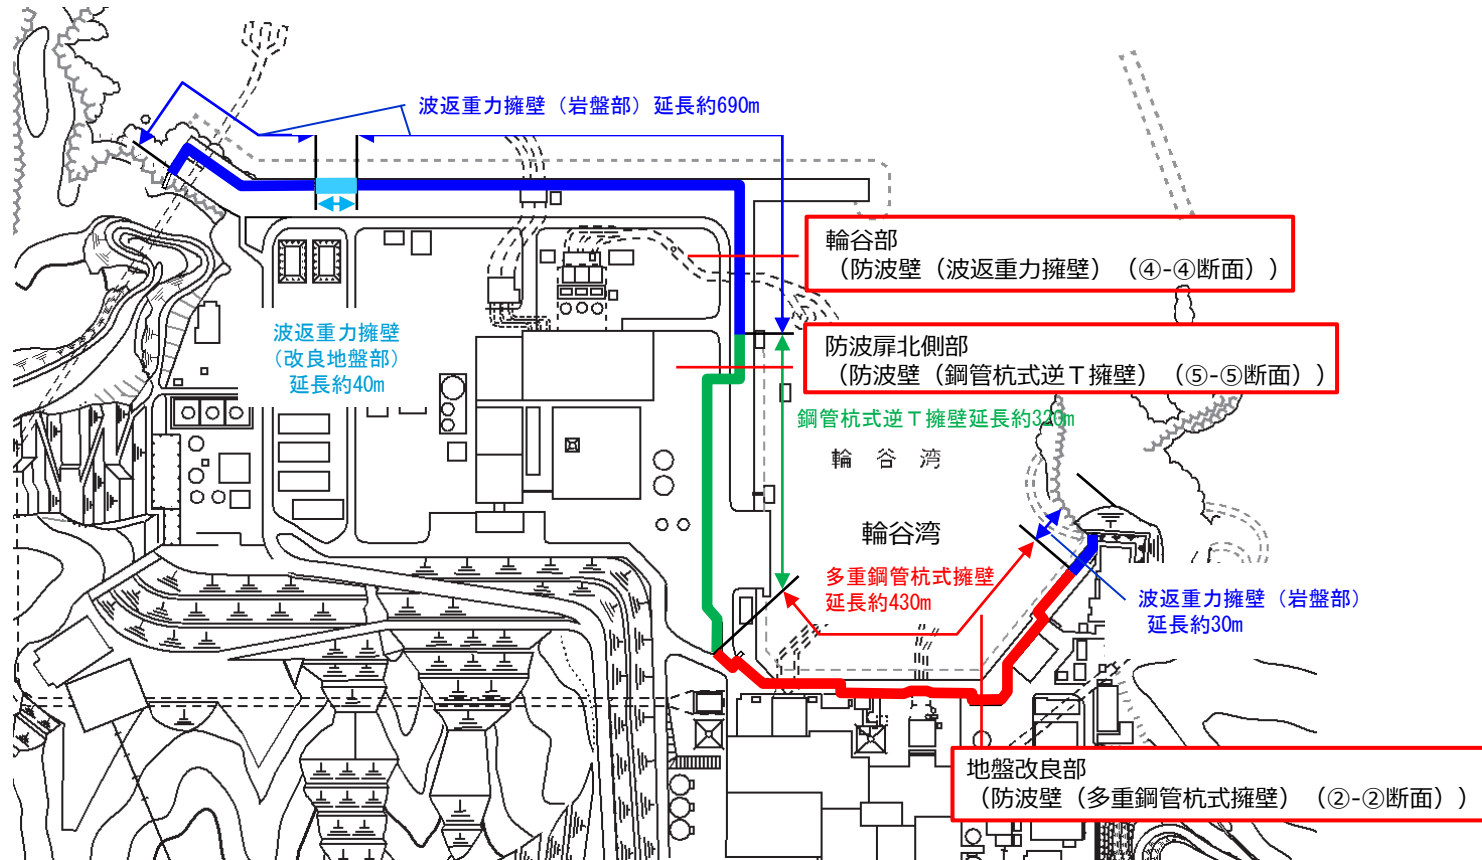 波返重力擁壁（岩盤部）延長約690m
輪谷部
（防波壁（波返重力擁壁）（④-④断面））
波返重力擁壁
（改良地盤部）
延長約40m
防波扉北側部
（防波壁（鋼管杭式逆Ｔ擁壁）（⑤-⑤断面））
鋼管杭式逆Ｔ擁壁延長約320m
輪谷湾
輪谷湾
多重鋼管杭式擁壁
延長約430m
波返重力擁壁（岩盤部）
延長約30m
地盤改良部
（防波壁（多重鋼管杭式擁壁）（②-②断面））